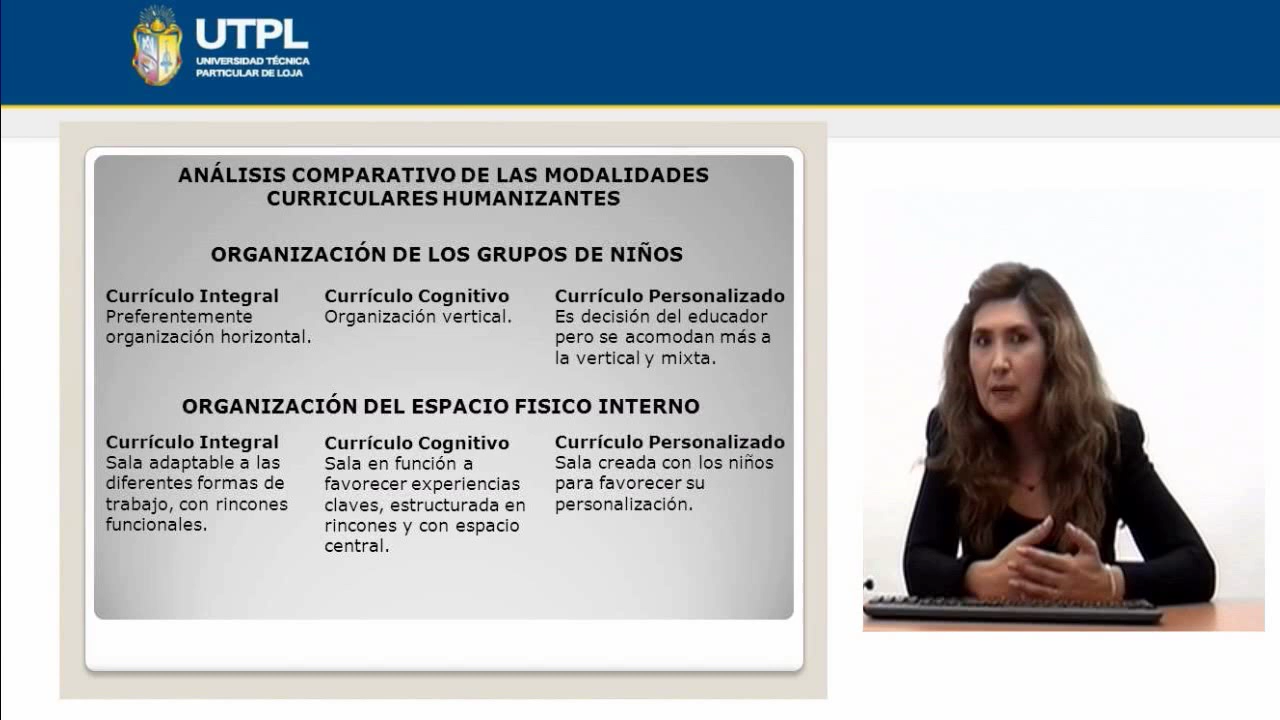 UTPL
UNIVERSIDAD TÉCNICA
PARTICULAR DE LOJA
ANÁLISIS COMPARATIVO DE LAS MODALIDADES
CURRICULARES HUMANIZANTES
ORGANIZACIÓN DE LOS GRUPOS DE NIÑOS
Currículo Integral
Preferentemente
organización horizontal.
Currículo Cognitivo
Organización vertical.
Currículo Personalizado
Es decisión del educador
pero se acomodan más a
la vertical y mixta.
ORGANIZACIÓN DEL ESPACIO FISICO INTERNO
Currículo Integral
Sala adaptable a las
diferentes formas de
trabajo, con rincones
funcionales.
Currículo Cognitivo
Sala en función a
favorecer experiencias
claves, estructurada en
rincones y con espacio
central.
Currículo Personalizado
Sala creada con los niños
para favorecer su
personalización.